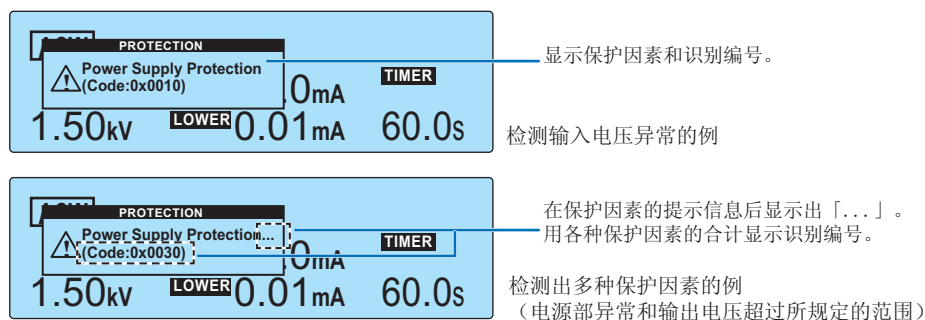 PROTECTION
Power Supply Protection
(Code:0x0010)
0mA
TIMER
1.50kV
LOWER
0.01mA
60.0s
显示保护因素和识别编号。
检测输入电压异常的例
PROTECTION
Power Supply Protection...
(Code:0x0030)
0mA
TIMER
1.50kV
LOWER
0.01mA
60.0s
在保护因素的提示信息后显示出「...」。
用各种保护因素的合计显示识别编号。
检测出多种保护因素的例
（电源部异常和输出电压超过所规定的范围）